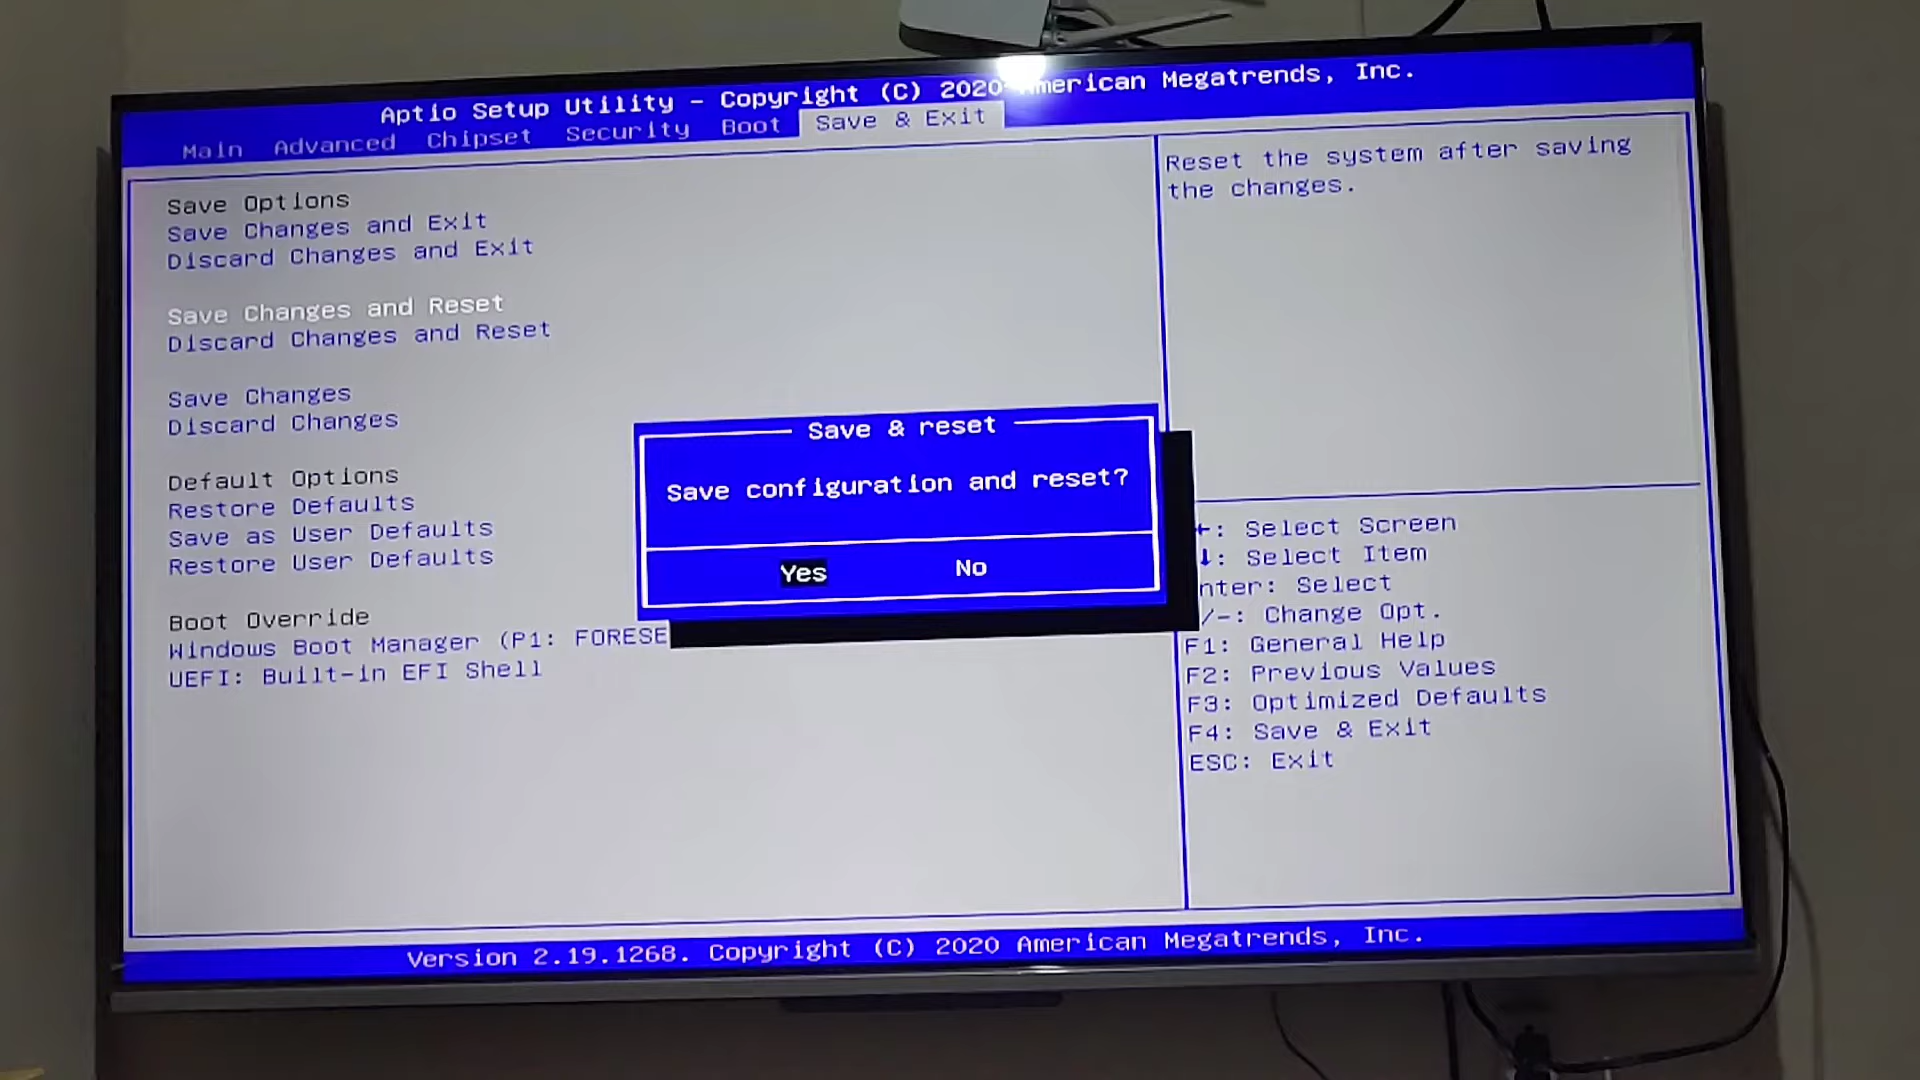 Aptio Setup Utility – Copyright (C) 2020 American Megatrends, Inc.
Main Advanced Chipset Security Boot Save & Exit
Save Options
Save Changes and Exit
Discard Changes and Exit
Save Changes and Reset
Discard Changes and Reset
Save Changes
Discard Changes
Default Options
Restore Defaults
Save as User Defaults
Restore User Defaults
Boot Override
Windows Boot Manager (P1: FORESE
UEFI: Built-in EFI Shell
Save & reset
Save configuration and reset?
Yes No
Reset the system after saving
the changes.
←: Select Screen
↓: Select Item
nter: Select
/-: Change Opt.
F1: General Help
F2: Previous Values
F3: Optimized Defaults
F4: Save & Exit
ESC: Exit
Version 2.19.1268. Copyright (C) 2020 American Megatrends, Inc.